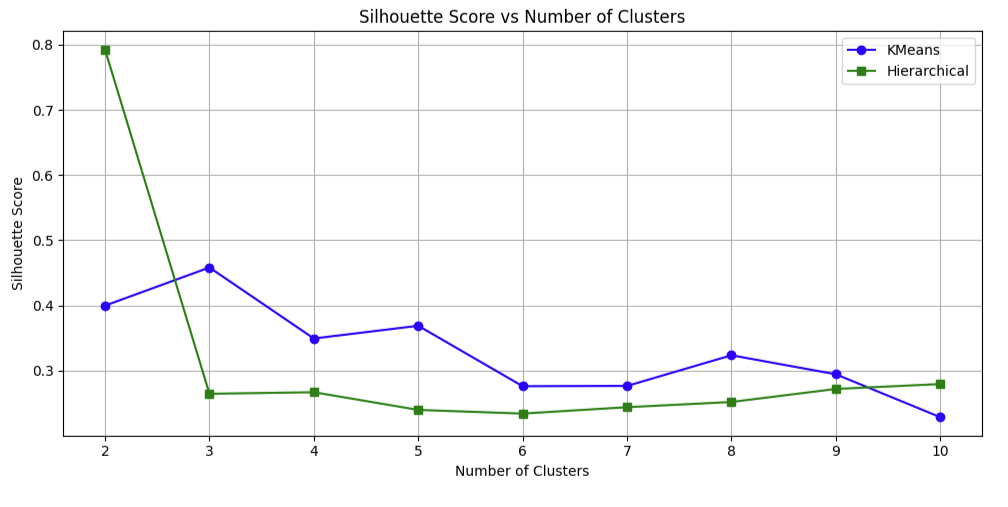 Silhouette Score vs Number of Clusters
KMeans
Hierarchical
Silhouette Score
0.8
0.7
0.6
0.5
0.4
0.3
2 3 4 5 6 7 8 9 10
Number of Clusters